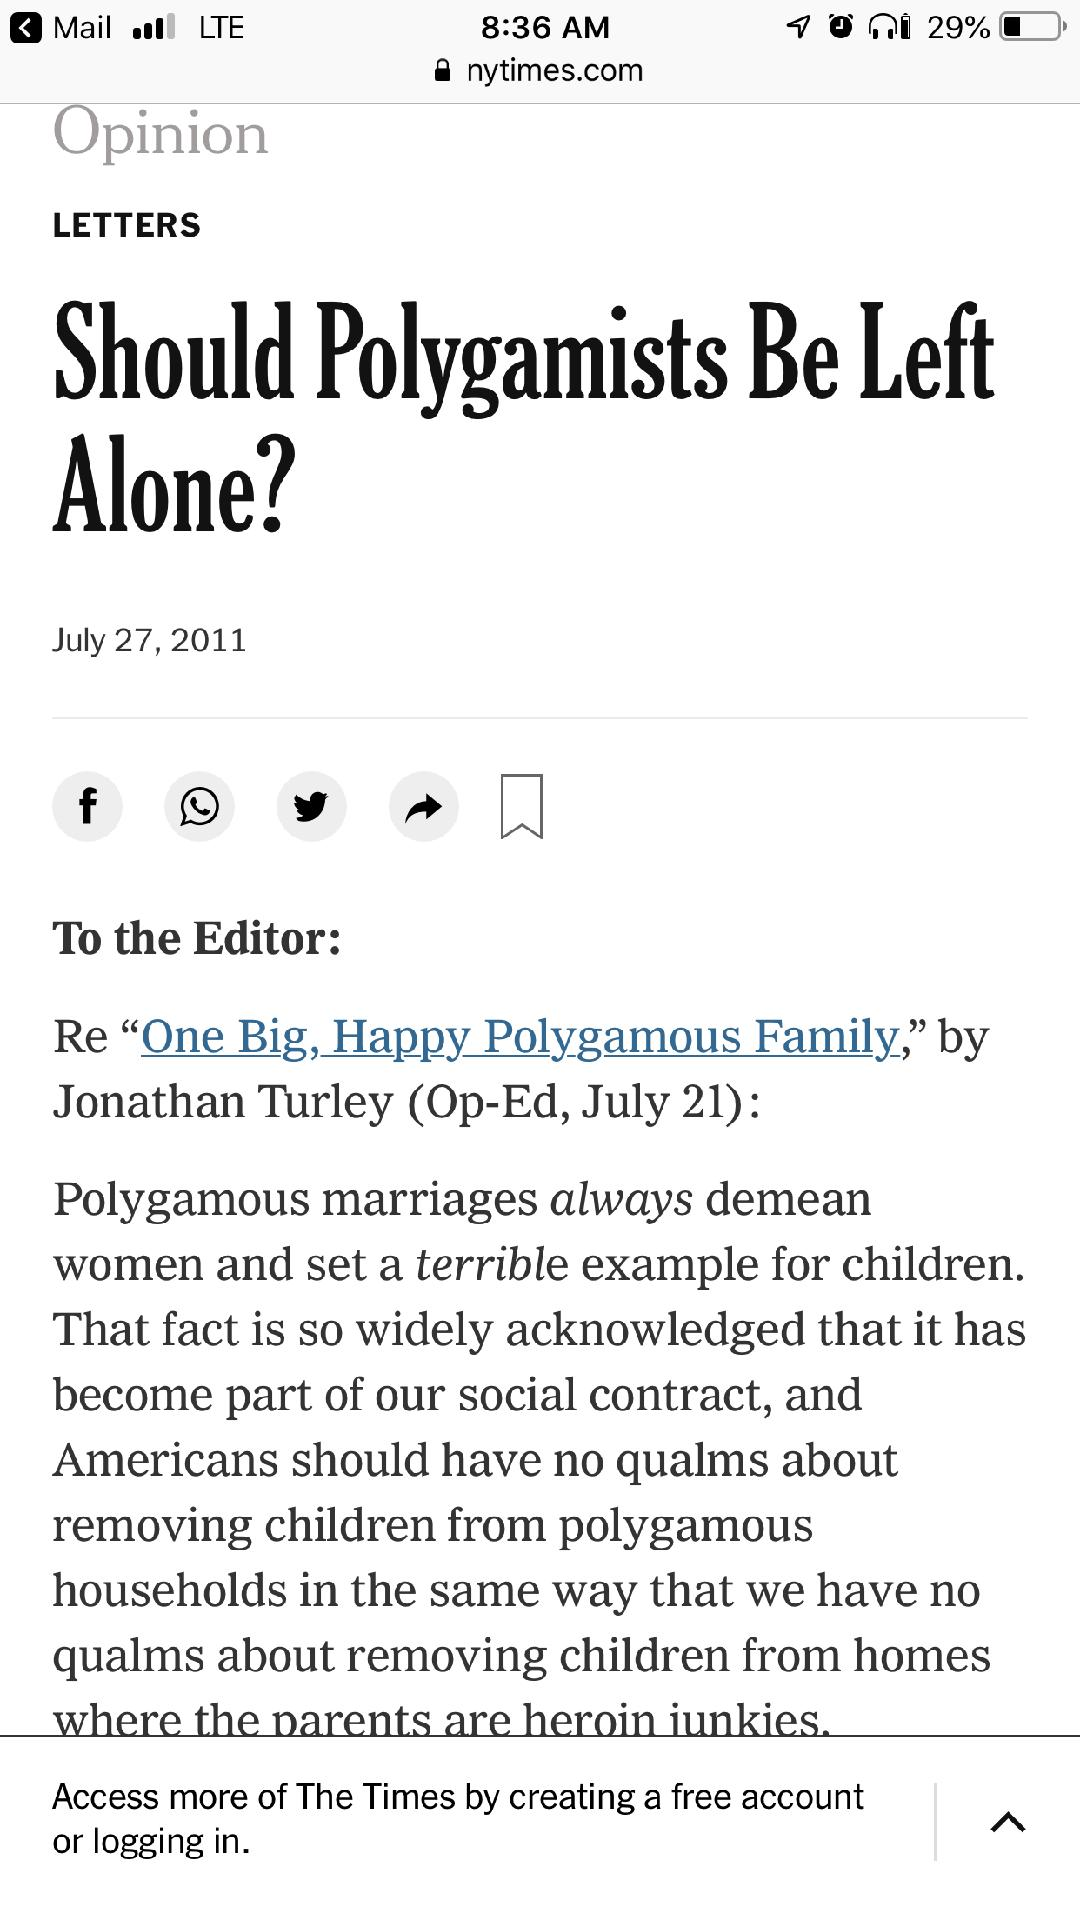 Mail LTE 8:36 AM 29%
nytimes.com
Opinion
LETTERS
Should Polygamists Be Left
Alone?
July 27, 2011
To the Editor:
Re “One Big, Happy Polygamous Family,” by
Jonathan Turley (Op-Ed, July 21):
Polygamous marriages always demean
women and set a terrible example for children.
That fact is so widely acknowledged that it has
become part of our social contract, and
Americans should have no qualms about
removing children from polygamous
households in the same way that we have no
qualms about removing children from homes
where the parents are heroin junkies.
Access more of The Times by creating a free account
or logging in.